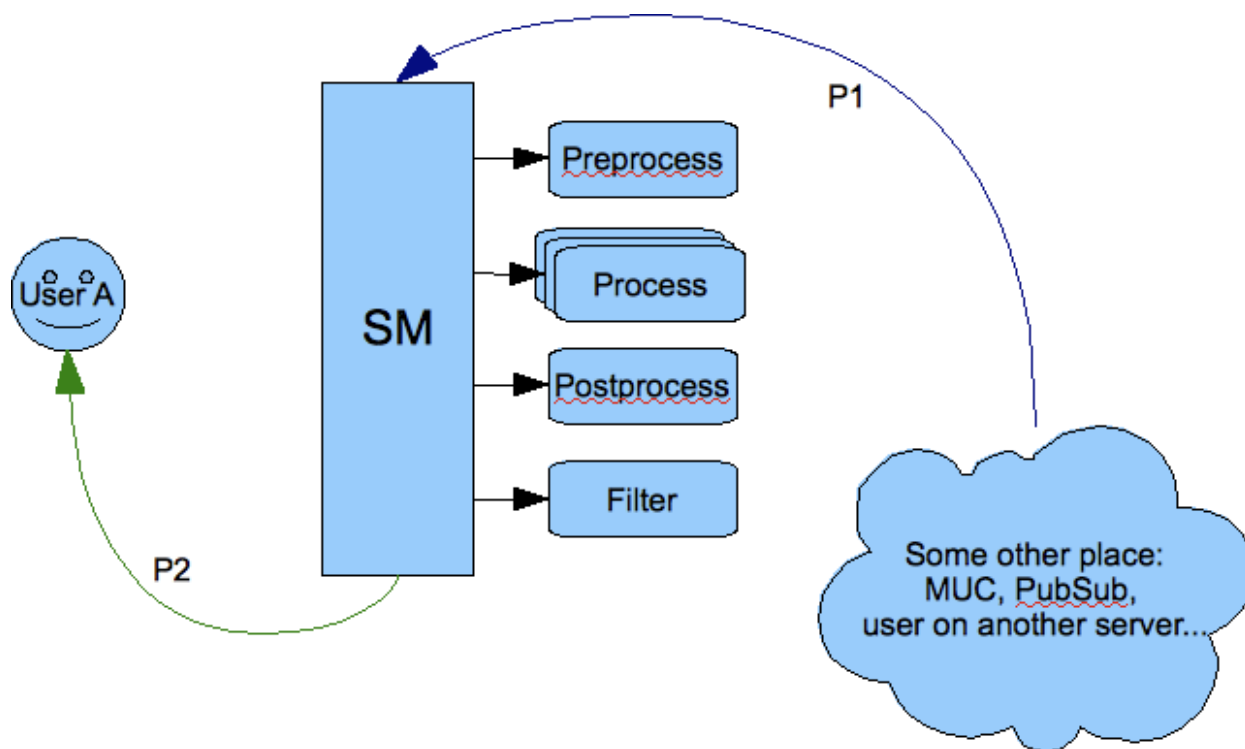 P1
Preprocess
User A
Process
SM
Postprocess
Filter
P2
Some other place:
MUC, PubSub,
user on another server...